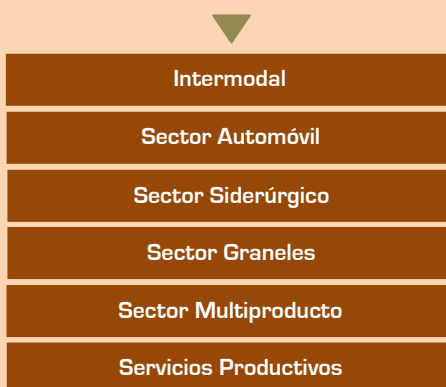 Intermodal
Sector Automóvil
Sector Siderúrgico
Sector Graneles
Sector Multiproducto
Servicios Productivos